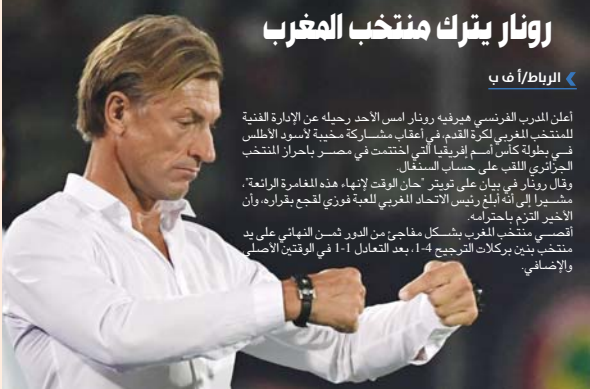 رونار يترك منتخب المغرب
الرباط/أ ف ب
أعلن المدرب الفرنسي هيرفيه رونار امس الأحد رحيله عن الإدارة الفنية
للمنتخب المغربي لكرة القدم، في أعقاب مشاركة مخيبة لأسود الأطلس
في بطولة كأس أمم إفريقيا التي اختتمت في مصر باحراز المنتخب
الجزائري اللقب على حساب السنغال.
وقال رونار في بيان على تويتر "حان الوقت لإنهاء هذه المغامرة الرائعة"،
مشيرا إلى أنه أبلغ رئيس الاتحاد المغربي للعبة فوزي لقجع بقراره، وأن
الأخير التزم باحترامه.
أقصي منتخب المغرب بشكل مفاجئ من الدور ثمن النهائي على يد
منتخب بنين بركلات الترجيح 4-1، بعد التعادل 1-1 في الوقتين الأصلي
والإضافي.